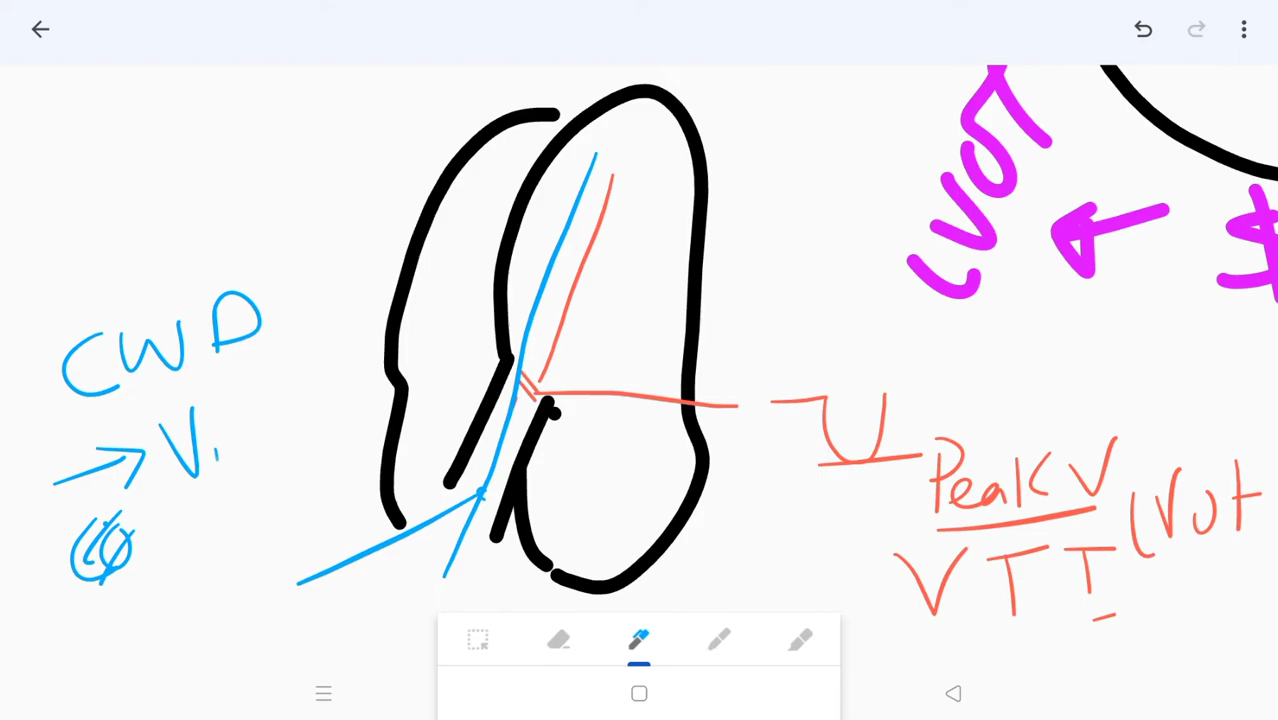 CWD
→ V.
LVOT
Peak V
VTI
LVOT